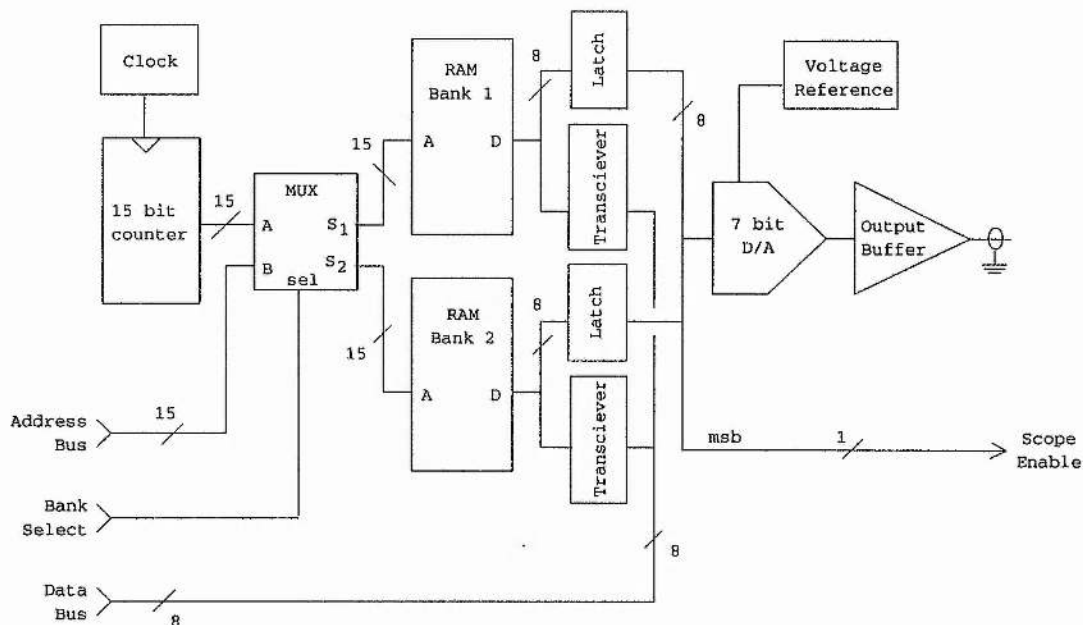 Clock
15 bit
counter
15
MUX
A
B
S1
S2
sel
15
15
RAM
Bank 1
A
D
8
Latch
Transciever
RAM
Bank 2
A
D
8
Latch
Transciever
8
Voltage
Reference
7 bit
D/A
Output
Buffer
msb
1
Scope
Enable
Address
Bus
15
Bank
Select
8
Data
Bus
8